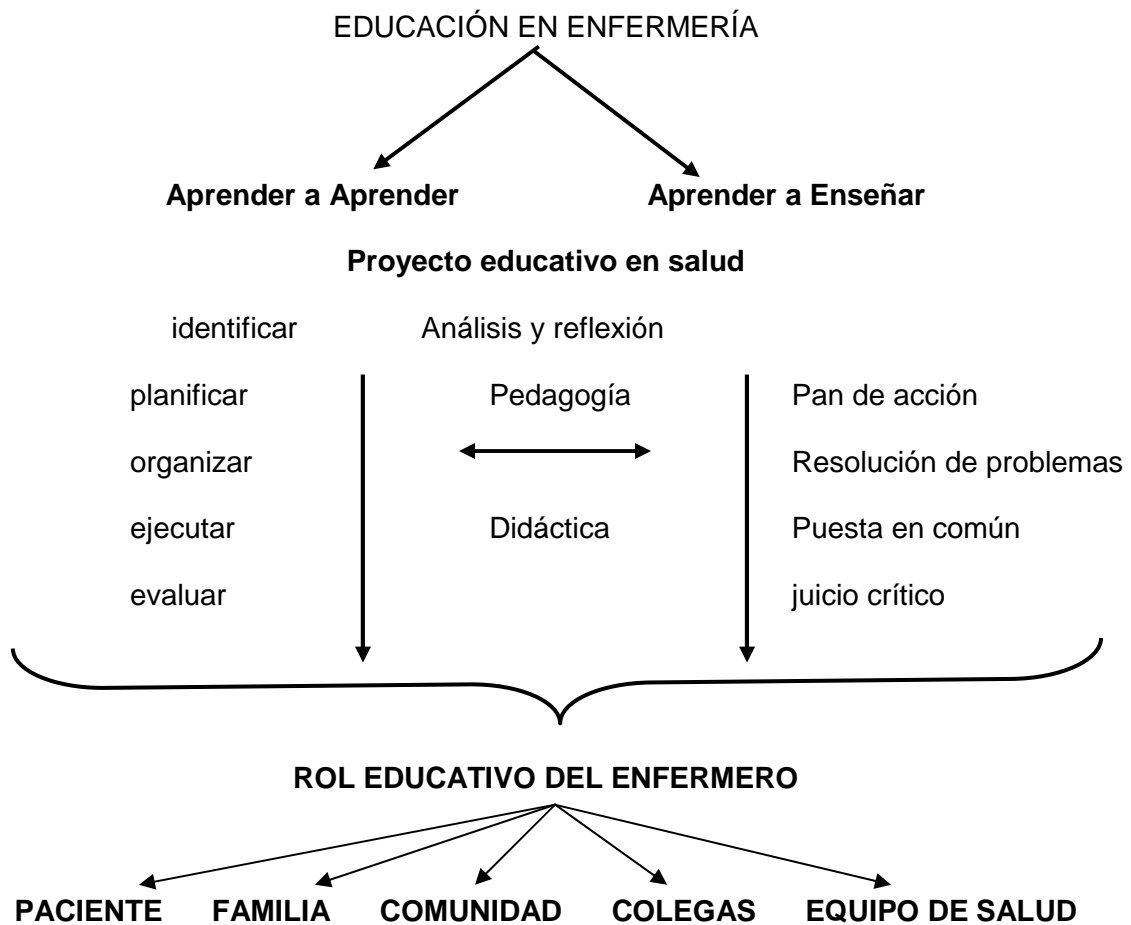 EDUCACIÓN EN ENFERMERÍA
Aprender a Aprender Aprender a Enseñar
Proyecto educativo en salud
identificar Análisis y reflexión
planificar Pedagogía Pan de acción
organizar Resolución de problemas
ejecutar Didáctica Puesta en común
evaluar juicio crítico
ROL EDUCATIVO DEL ENFERMERO
PACIENTE FAMILIA COMUNIDAD COLEGAS EQUIPO DE SALUD